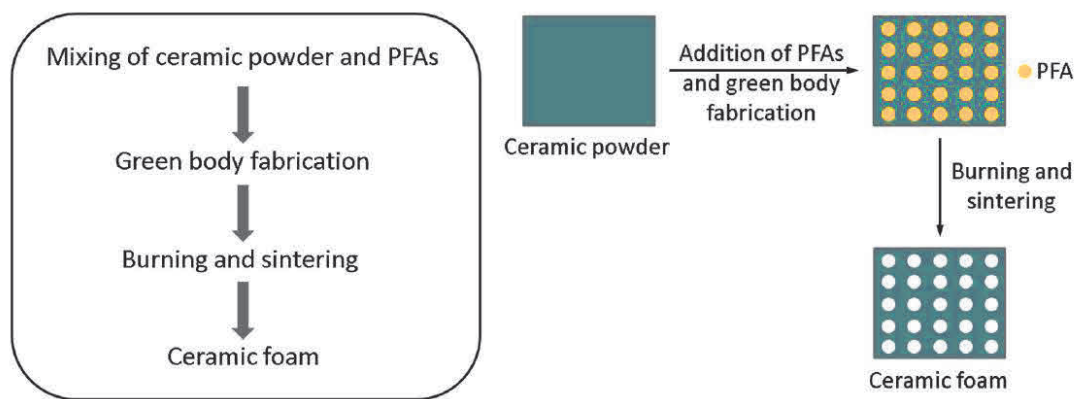 Mixing of ceramic powder and PFAs
Green body fabrication
Burning and sintering
Ceramic foam
Ceramic powder
Addition of PFAs
and green body
fabrication
PFA
Burning and
sintering
Ceramic foam